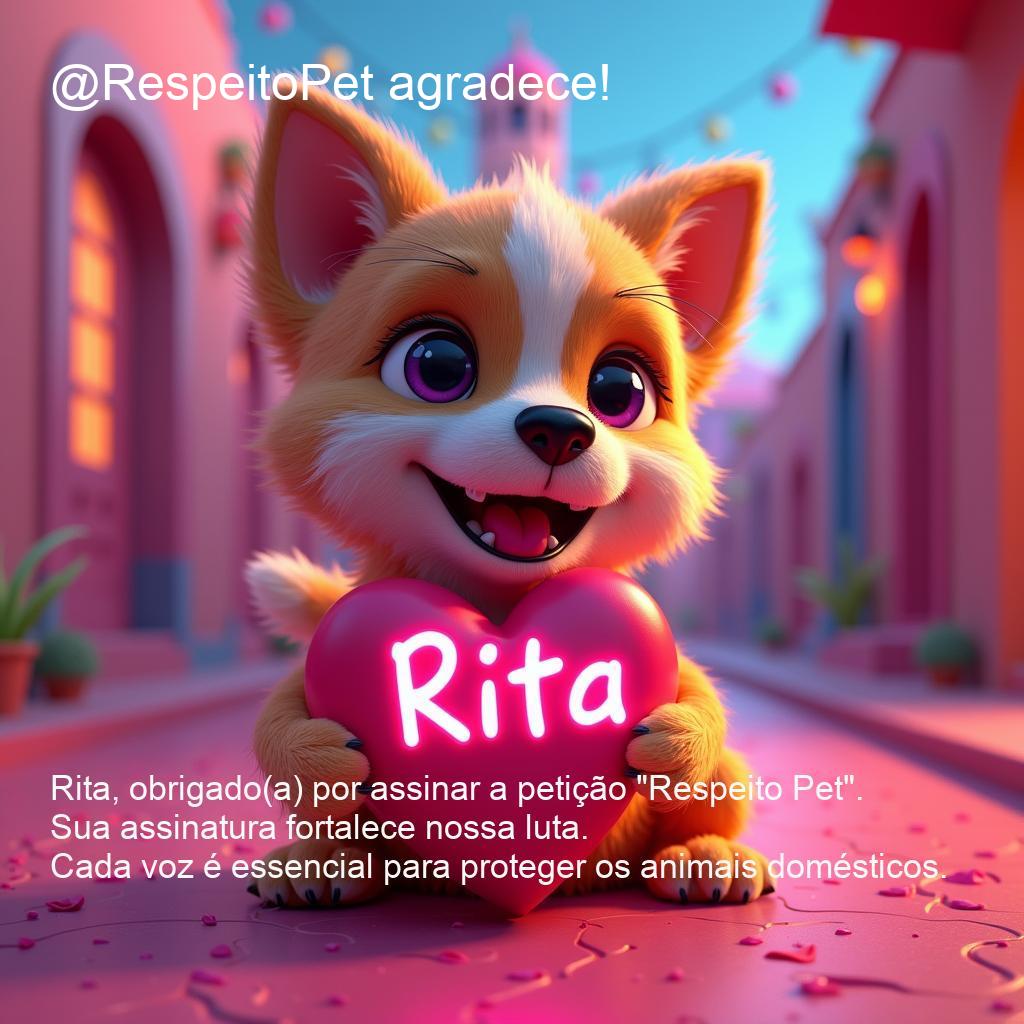 @RespeitoPet agradece!
Rita
Rita, obrigado(a) por assinar a petição "Respeito Pet".
Sua assinatura fortalece nossa luta.
Cada voz é essencial para proteger os animais domésticos.